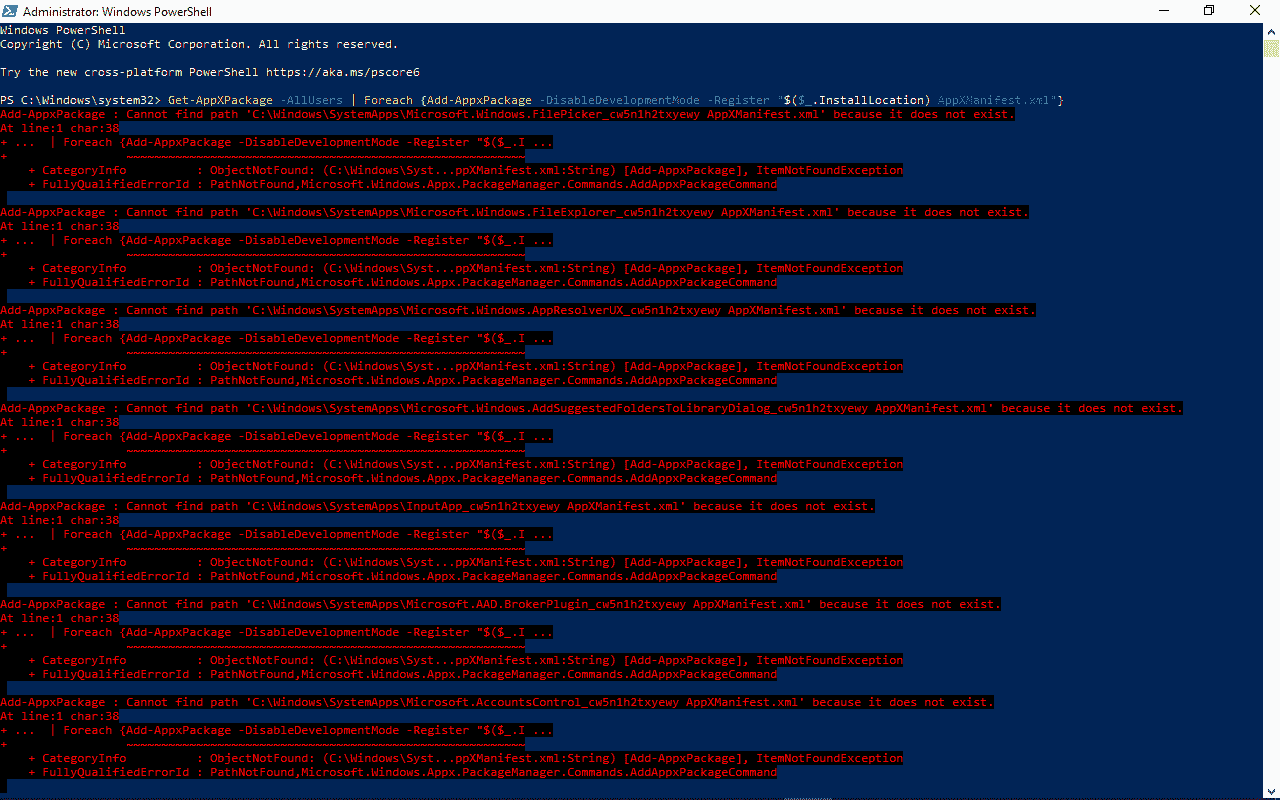 Administrator: Windows PowerShell
Windows PowerShell
Copyright (C) Microsoft Corporation. All rights reserved.
Try the new cross-platform PowerShell https://aka.ms/pscore6
PS C:\Windows\system32> Get-AppXPackage -AllUsers | Foreach {Add-AppxPackage -DisableDevelopmentMode -Register "$($_.InstallLocation) AppXManifest.xml"}
Add-AppxPackage : Cannot find path 'C:\Windows\SystemApps\Microsoft.Windows.FilePicker_cw5n1h2txyewy AppXManifest.xml' because it does not exist.
At line:1 char:38
+ ...  | Foreach {Add-AppxPackage -DisableDevelopmentMode -Register "$($_.I ...
+                 ~~~~~~~~~~~~~~~~~~~~~~~~~~~~~~~~~~~~~~~~~~~~~~~~~~~~~~~~~
    + CategoryInfo          : ObjectNotFound: (C:\Windows\Syst...ppXManifest.xml:String) [Add-AppxPackage], ItemNotFoundException
    + FullyQualifiedErrorId : PathNotFound,Microsoft.Windows.Appx.PackageManager.Commands.AddAppxPackageCommand
Add-AppxPackage : Cannot find path 'C:\Windows\SystemApps\Microsoft.Windows.FileExplorer_cw5n1h2txyewy AppXManifest.xml' because it does not exist.
At line:1 char:38
+ ...  | Foreach {Add-AppxPackage -DisableDevelopmentMode -Register "$($_.I ...
+                 ~~~~~~~~~~~~~~~~~~~~~~~~~~~~~~~~~~~~~~~~~~~~~~~~~~~~~~~~~
    + CategoryInfo          : ObjectNotFound: (C:\Windows\Syst...ppXManifest.xml:String) [Add-AppxPackage], ItemNotFoundException
    + FullyQualifiedErrorId : PathNotFound,Microsoft.Windows.Appx.PackageManager.Commands.AddAppxPackageCommand
Add-AppxPackage : Cannot find path 'C:\Windows\SystemApps\Microsoft.Windows.AppResolverUX_cw5n1h2txyewy AppXManifest.xml' because it does not exist.
At line:1 char:38
+ ...  | Foreach {Add-AppxPackage -DisableDevelopmentMode -Register "$($_.I ...
+                 ~~~~~~~~~~~~~~~~~~~~~~~~~~~~~~~~~~~~~~~~~~~~~~~~~~~~~~~~~
    + CategoryInfo          : ObjectNotFound: (C:\Windows\Syst...ppXManifest.xml:String) [Add-AppxPackage], ItemNotFoundException
    + FullyQualifiedErrorId : PathNotFound,Microsoft.Windows.Appx.PackageManager.Commands.AddAppxPackageCommand
Add-AppxPackage : Cannot find path 'C:\Windows\SystemApps\Microsoft.Windows.AddSuggestedFoldersToLibraryDialog_cw5n1h2txyewy AppXManifest.xml' because it does not exist.
At line:1 char:38
+ ...  | Foreach {Add-AppxPackage -DisableDevelopmentMode -Register "$($_.I ...
+                 ~~~~~~~~~~~~~~~~~~~~~~~~~~~~~~~~~~~~~~~~~~~~~~~~~~~~~~~~~
    + CategoryInfo          : ObjectNotFound: (C:\Windows\Syst...ppXManifest.xml:String) [Add-AppxPackage], ItemNotFoundException
    + FullyQualifiedErrorId : PathNotFound,Microsoft.Windows.Appx.PackageManager.Commands.AddAppxPackageCommand
Add-AppxPackage : Cannot find path 'C:\Windows\SystemApps\InputApp_cw5n1h2txyewy AppXManifest.xml' because it does not exist.
At line:1 char:38
+ ...  | Foreach {Add-AppxPackage -DisableDevelopmentMode -Register "$($_.I ...
+                 ~~~~~~~~~~~~~~~~~~~~~~~~~~~~~~~~~~~~~~~~~~~~~~~~~~~~~~~~~
    + CategoryInfo          : ObjectNotFound: (C:\Windows\Syst...ppXManifest.xml:String) [Add-AppxPackage], ItemNotFoundException
    + FullyQualifiedErrorId : PathNotFound,Microsoft.Windows.Appx.PackageManager.Commands.AddAppxPackageCommand
Add-AppxPackage : Cannot find path 'C:\Windows\SystemApps\Microsoft.AAD.BrokerPlugin_cw5n1h2txyewy AppXManifest.xml' because it does not exist.
At line:1 char:38
+ ...  | Foreach {Add-AppxPackage -DisableDevelopmentMode -Register "$($_.I ...
+                 ~~~~~~~~~~~~~~~~~~~~~~~~~~~~~~~~~~~~~~~~~~~~~~~~~~~~~~~~~
    + CategoryInfo          : ObjectNotFound: (C:\Windows\Syst...ppXManifest.xml:String) [Add-AppxPackage], ItemNotFoundException
    + FullyQualifiedErrorId : PathNotFound,Microsoft.Windows.Appx.PackageManager.Commands.AddAppxPackageCommand
Add-AppxPackage : Cannot find path 'C:\Windows\SystemApps\Microsoft.AccountsControl_cw5n1h2txyewy AppXManifest.xml' because it does not exist.
At line:1 char:38
+ ...  | Foreach {Add-AppxPackage -DisableDevelopmentMode -Register "$($_.I ...
+                 ~~~~~~~~~~~~~~~~~~~~~~~~~~~~~~~~~~~~~~~~~~~~~~~~~~~~~~~~~
    + CategoryInfo          : ObjectNotFound: (C:\Windows\Syst...ppXManifest.xml:String) [Add-AppxPackage], ItemNotFoundException
    + FullyQualifiedErrorId : PathNotFound,Microsoft.Windows.Appx.PackageManager.Commands.AddAppxPackageCommand